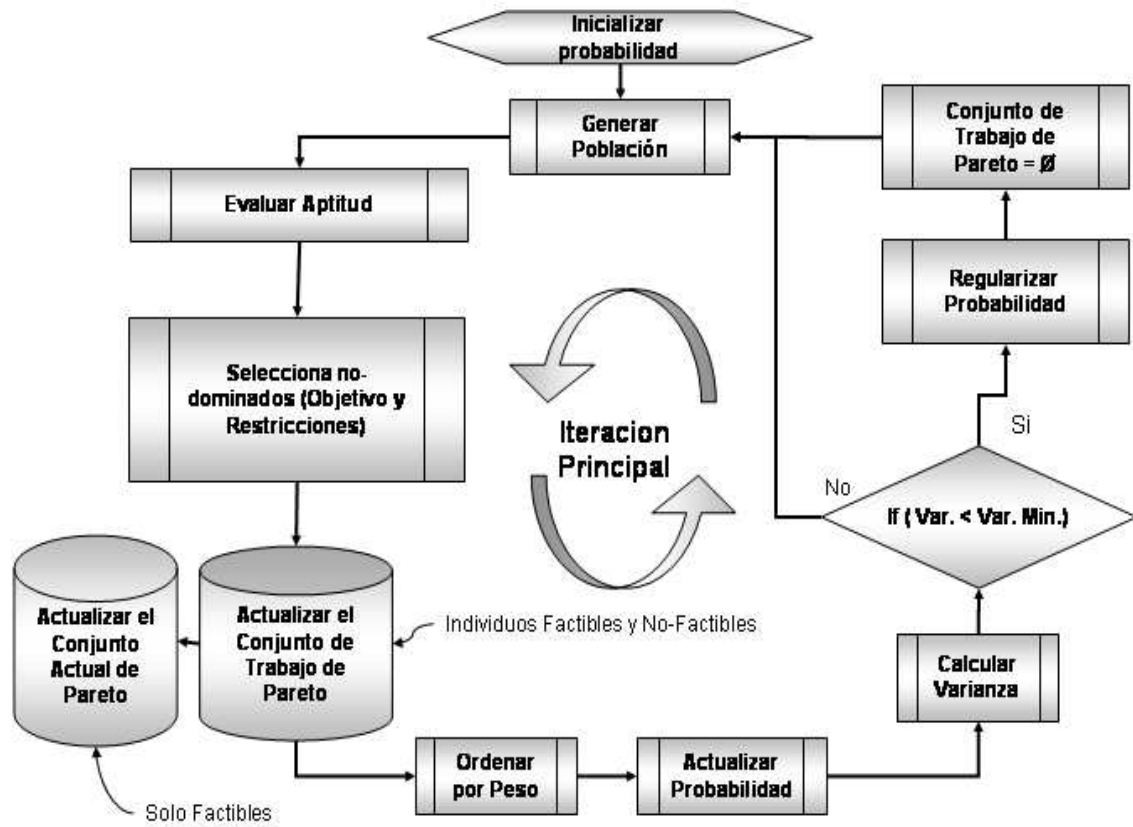 Inicializar
probabilidad
Generar
Población
Conjunto de
Trabajo de
Pareto = Ø
Evaluar Aptitud
Regularizar
Probabilidad
Selecciona no-
dominados (Objetivo y
Restricciones)
Iteracion
Principal
Si
No
If ( Var. < Var. Min.)
Actualizar el
Conjunto
Actual de
Pareto
Actualizar el
Conjunto de
Trabajo de
Pareto
Individuos Factibles y No-Factibles
Calcular
Varianza
Ordenar
por Peso
Actualizar
Probabilidad
Solo Factibles